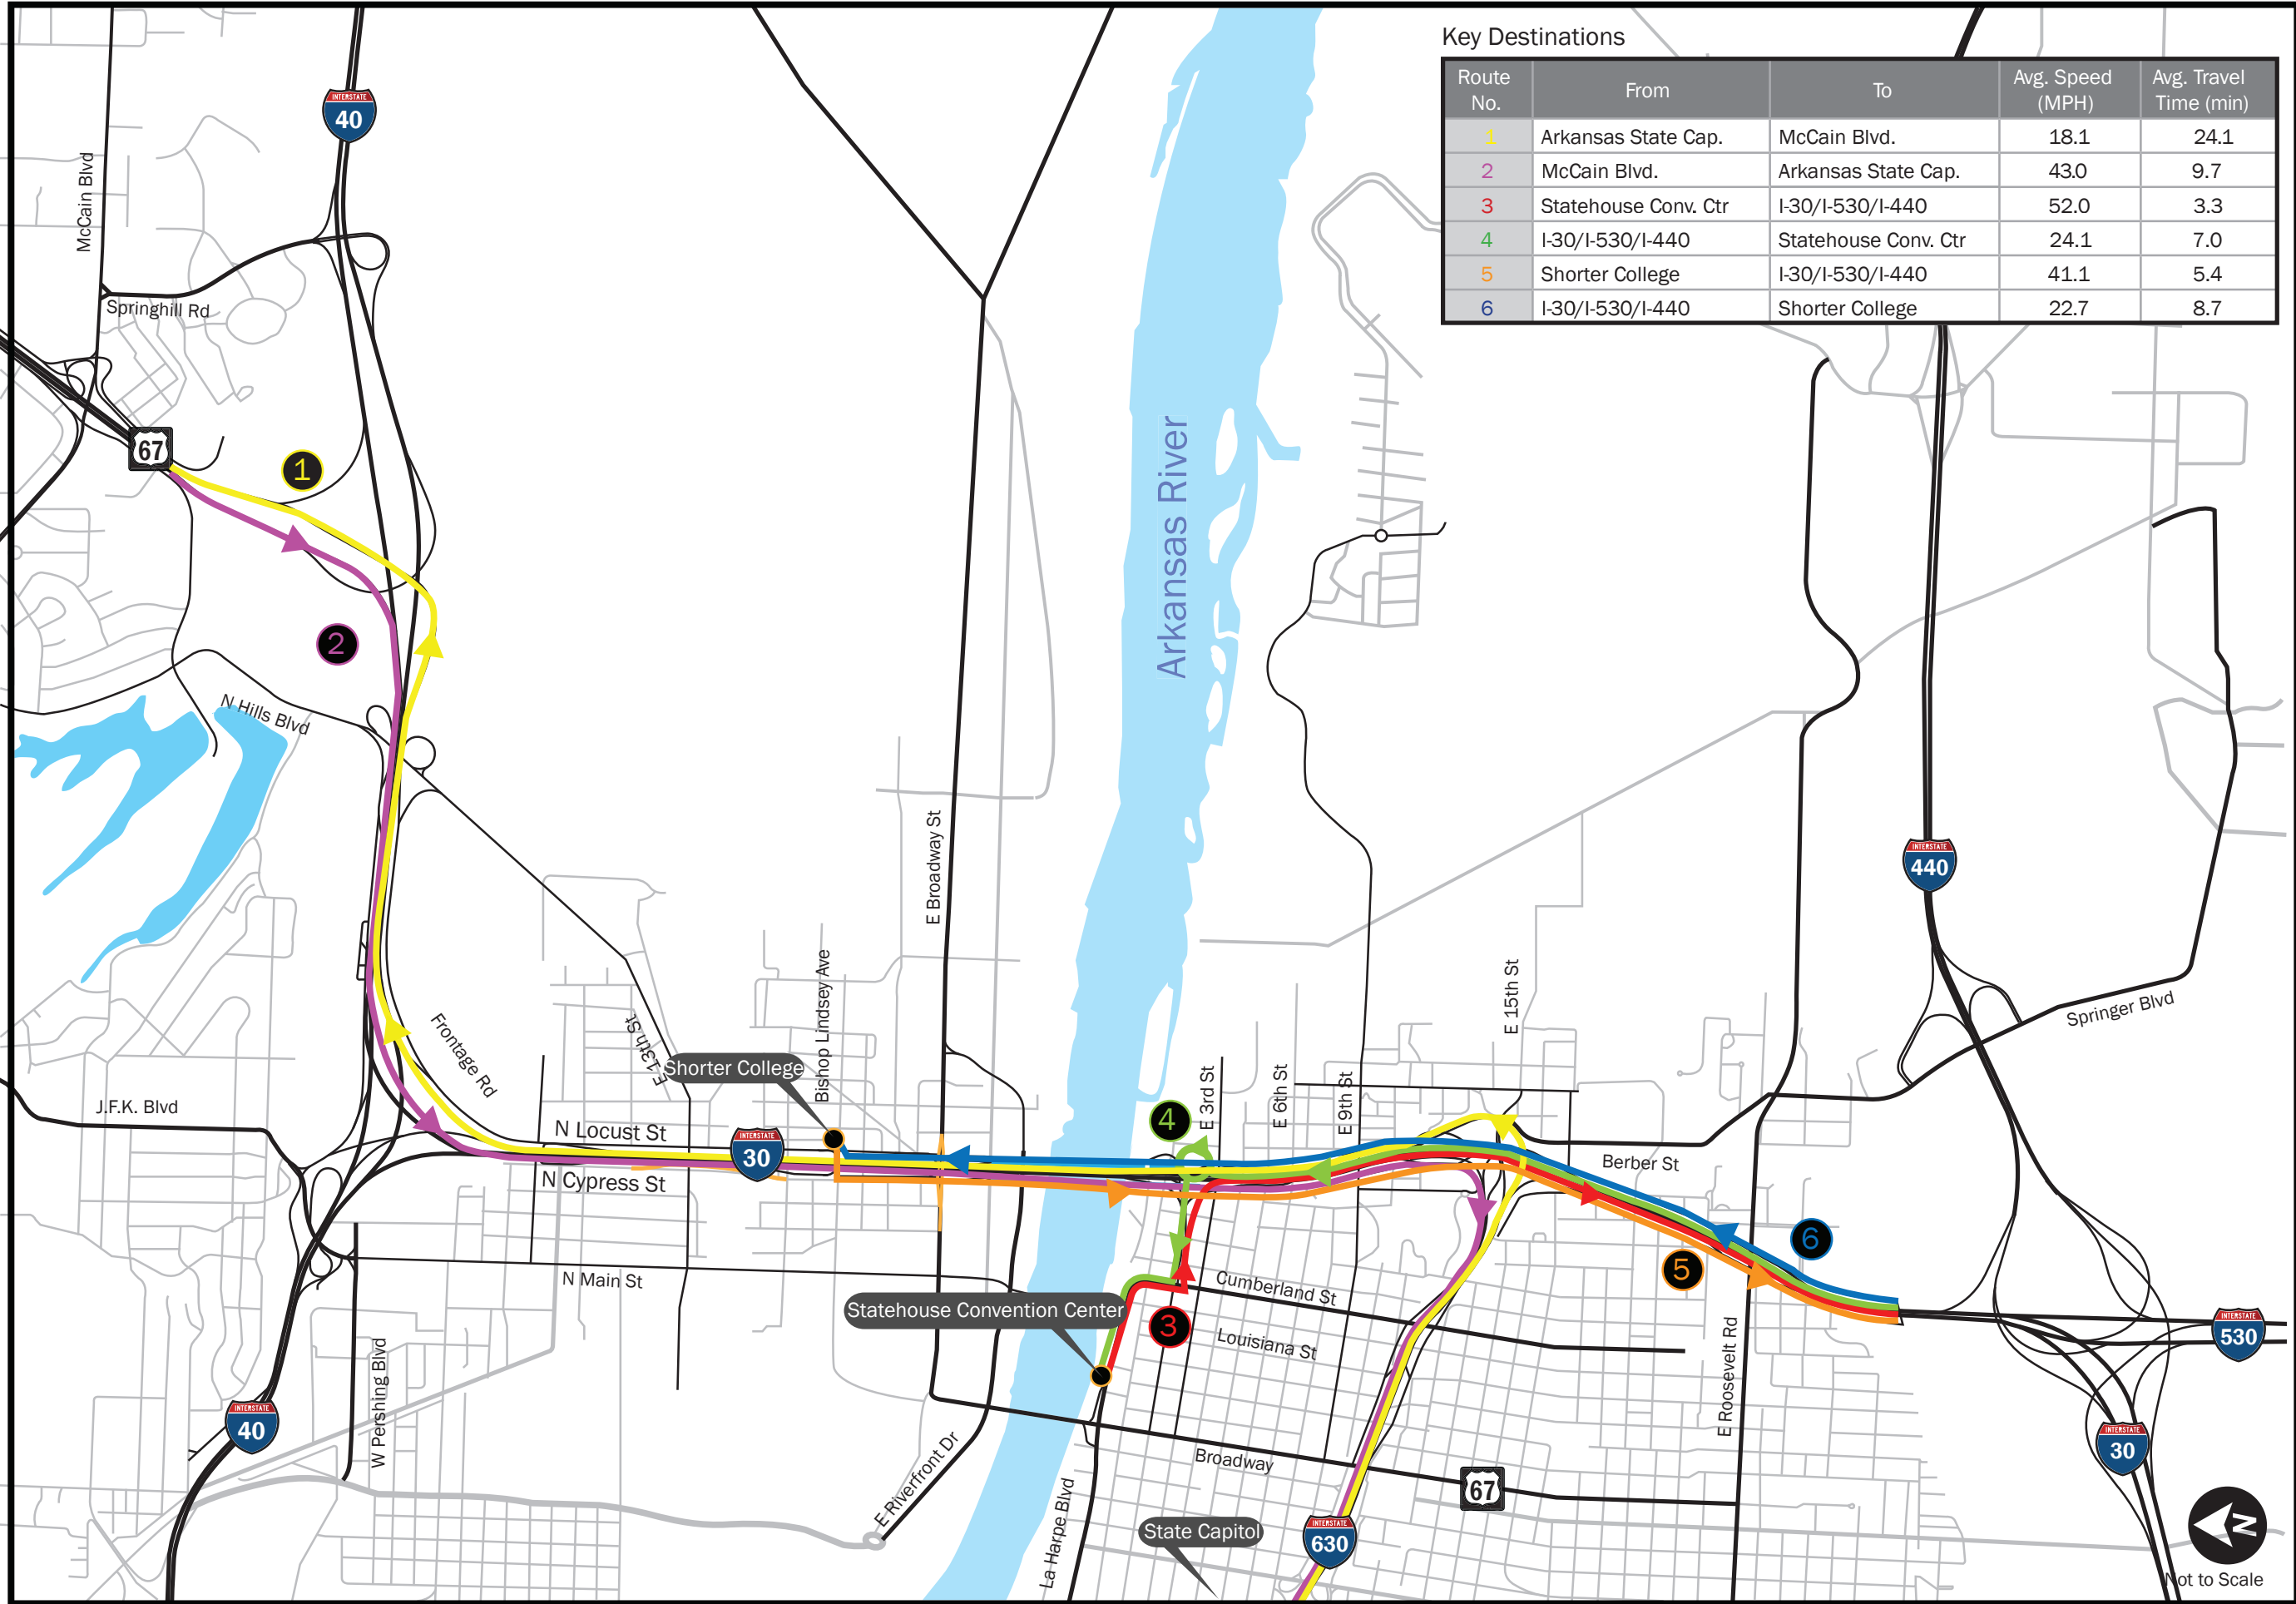 Key Destinations
Route No. From To Avg. Speed (MPH) Avg. Travel Time (min)
1 Arkansas State Cap. McCain Blvd. 18.1 24.1
2 McCain Blvd. Arkansas State Cap. 43.0 9.7
3 Statehouse Conv. Ctr I-30/I-530/I-440 52.0 3.3
4 I-30/I-530/I-440 Statehouse Conv. Ctr 24.1 7.0
5 Shorter College I-30/I-530/I-440 41.1 5.4
6 I-30/I-530/I-440 Shorter College 22.7 8.7
INTERSTATE
40
McCain Blvd
Springhill Rd
67
1
2
N Hills Blvd
Arkansas River
E Broadway St
INTERSTATE
440
Springer Blvd
Frontage Rd
E 13th St
Bishop Lindsey Ave
Shorter College
E 3rd St
E 6th St
E 9th St
E 15th St
J.F.K. Blvd
N Locust St
INTERSTATE
30
N Cypress St
4
Berber St
6
5
N Main St
Statehouse Convention Center
3
Cumberland St
Louisiana St
E Roosevelt Rd
INTERSTATE
530
W Pershing Blvd
INTERSTATE
40
INTERSTATE
30
E Riverfront Dr
La Harpe Blvd
Broadway
67
State Capitol
INTERSTATE
630
N
Not to Scale